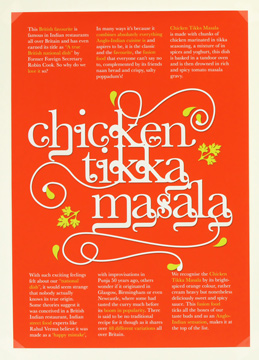 This British favourite is
famous in Indian restaurants
all over Britain and has even
earned its title as "A true
British national dish" by
Former Foreign Secretary
Robin Cook. So why do we
love it so?
In many ways it's because it
combines absolutely everything
Anglo-Indian cuisine is and
aspires to be, it is the classic
and the favourite, the Indian
food that everyone can't say no
to, complemented by its friends
naan bread and crispy, salty
poppadum's!
Chicken Tikka Masala
is made with chunks of
chicken marinated in tikka
seasoning, a mixture of
spices and yoghurt, this dish
is baked in a tandoor oven
and is then drowned in rich
and spicy tomato masala
gravy.
chicken
tikka
masala
With such exciting feelings
felt about our "national
dish", it would seem strange
that nobody actually
knows its true origin.
Some theories suggest it
was conceived in a British
Indian restaurant, Indian
street food experts like
Rahul Verma believe it was
made as a 'happy mistake',
with improvisations in
Punja 50 years ago, others
wonder if it originated in
Glasgow, Birmingham or even
Newcastle, where some had
tasted the curry much before
its boom in popularity. There
is said to be no traditional
recipe for it though as it shares
over 48 different variations all
over Britain.
We recognise the Chicken
Tikka Masala by its bright
spiced orange colour, rather
cream heavy but nonetheless
deliciously sweet and spicy
sauce. This
ticks all the boxes of our
taste buds and as an Anglo-
Indian sensation, makes it at
the top of the list.